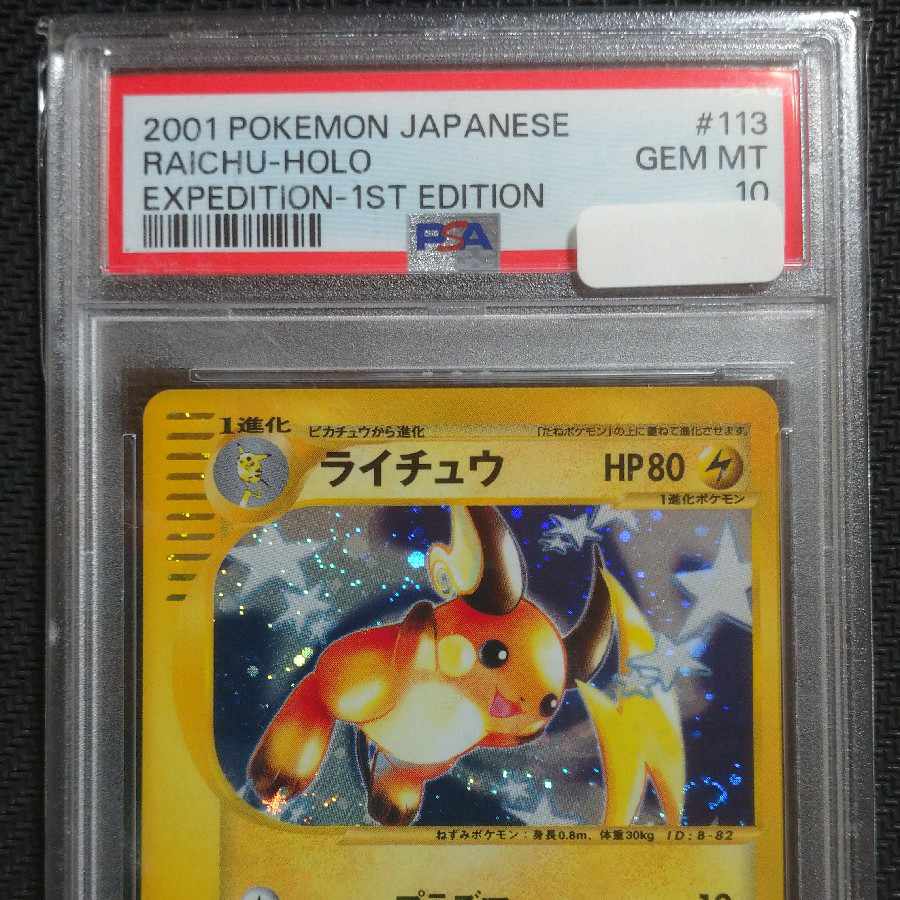 2001 POKEMON JAPANESE #113
RAICHU-HOLO GEM MT
EXPEDITION-1ST EDITION 10
PSA
1進化 ピカチュウから進化 「たねポケモン」の上に重ねて進化させます。
ライチュウ HP80
1進化ポケモン
ねずみポケモン：身長0.8m、体重30kg ID：B-82